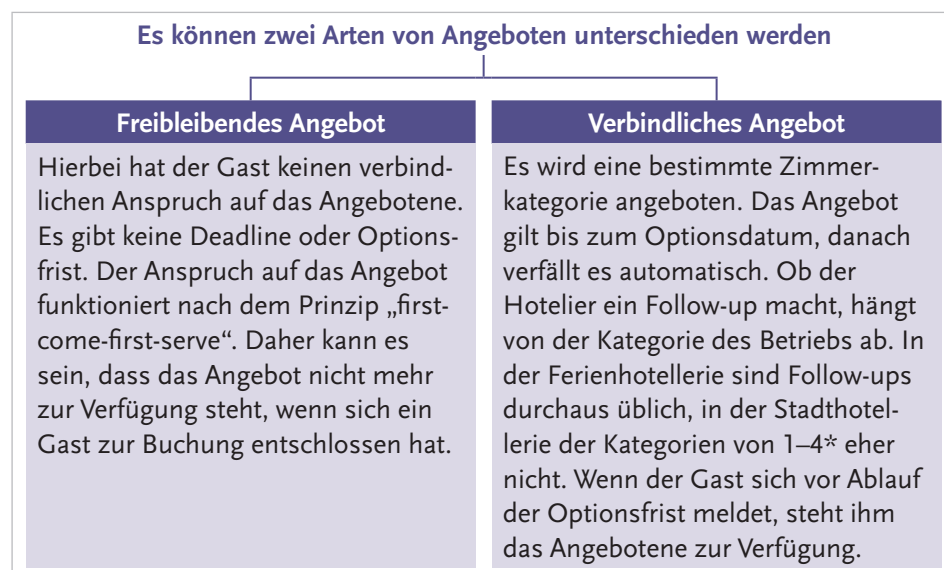 Es können zwei Arten von Angeboten unterschieden werden
Freibleibendes Angebot
Hierbei hat der Gast keinen verbind-
lichen Anspruch auf das Angebotene.
Es gibt keine Deadline oder Options-
frist. Der Anspruch auf das Angebot
funktioniert nach dem Prinzip „first-
come-first-serve“. Daher kann es
sein, dass das Angebot nicht mehr
zur Verfügung steht, wenn sich ein
Gast zur Buchung entschlossen hat.
Verbindliches Angebot
Es wird eine bestimmte Zimmer-
kategorie angeboten. Das Angebot
gilt bis zum Optionsdatum, danach
verfällt es automatisch. Ob der
Hotelier ein Follow-up macht, hängt
von der Kategorie des Betriebs ab. In
der Ferienhotellerie sind Follow-ups
durchaus üblich, in der Stadthotel-
lerie der Kategorien von 1–4* eher
nicht. Wenn der Gast sich vor Ablauf
der Optionsfrist meldet, steht ihm
das Angebotene zur Verfügung.